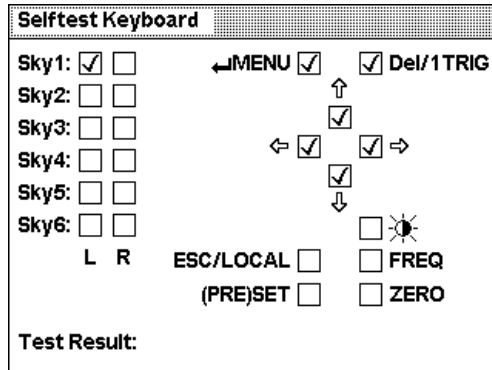 Selftest Keyboard
Sky1:
Sky2:
Sky3:
Sky4:
Sky5:
Sky6:
L R
MENU
Del/1TRIG
ESC/LOCAL
FREQ
(PRE)SET
ZERO
Test Result: